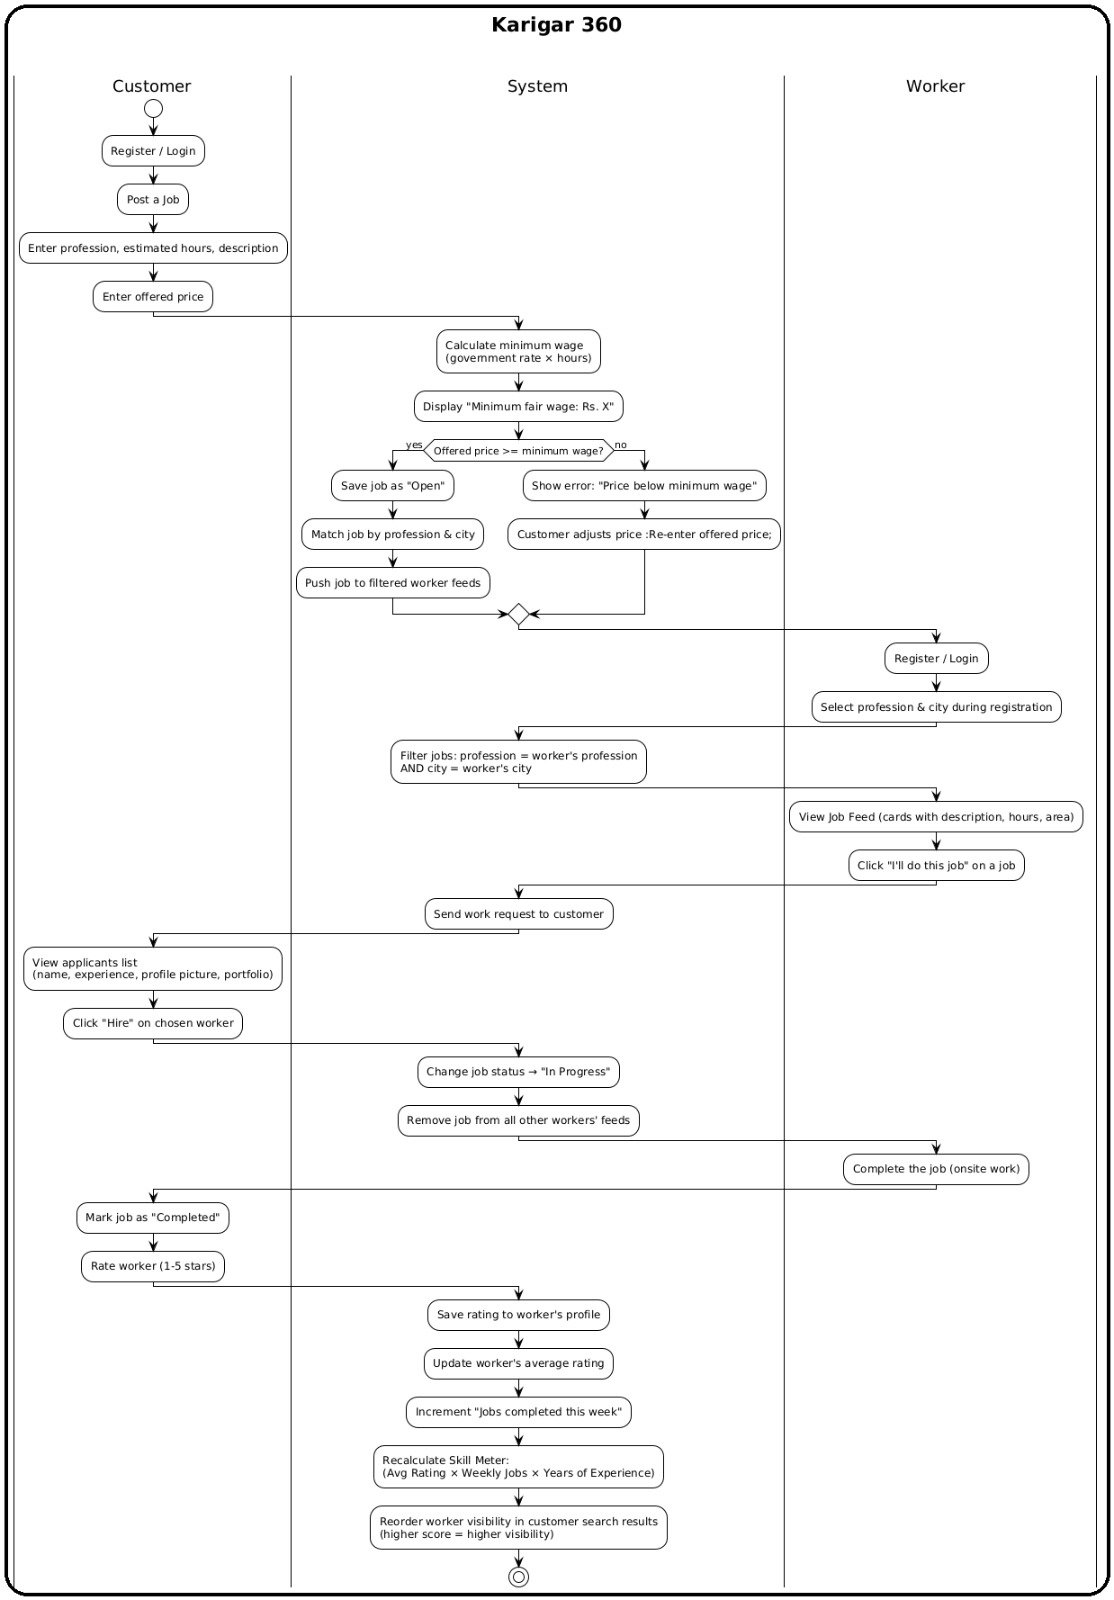 Karigar 360
Customer
System
Worker
Register / Login
Post a Job
Enter profession, estimated hours, description
Enter offered price
Calculate minimum wage
(government rate × hours)
Display "Minimum fair wage: Rs. X"
yes
Offered price >= minimum wage?
no
Save job as "Open"
Show error: "Price below minimum wage"
Match job by profession & city
Customer adjusts price :Re-enter offered price;
Push job to filtered worker feeds
Register / Login
Select profession & city during registration
Filter jobs: profession = worker's profession
AND city = worker's city
View Job Feed (cards with description, hours, area)
Click "I'll do this job" on a job
Send work request to customer
View applicants list
(name, experience, profile picture, portfolio)
Click "Hire" on chosen worker
Change job status → "In Progress"
Remove job from all other workers' feeds
Complete the job (onsite work)
Mark job as "Completed"
Rate worker (1-5 stars)
Save rating to worker's profile
Update worker's average rating
Increment "Jobs completed this week"
Recalculate Skill Meter:
(Avg Rating × Weekly Jobs × Years of Experience)
Reorder worker visibility in customer search results
(higher score = higher visibility)